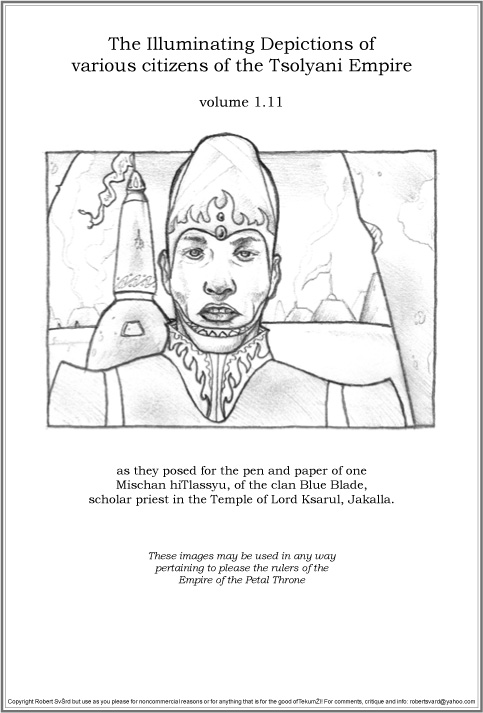 The Illuminating Depictions of
various citizens of the Tsolyani Empire
volume 1.11
as they posed for the pen and paper of one
Mischan hiTlassyu, of the clan Blue Blade,
scholar priest in the Temple of Lord Ksarul, Jakalla.
These images may be used in any way
pertaining to please the rulers of the
Empire of the Petal Throne
Copyright Robert SvŠrd but use as you please for noncommercial reasons or for anything that is for the good ofTekumŽl! For comments, critique and info: robertsvard@yahoo.com